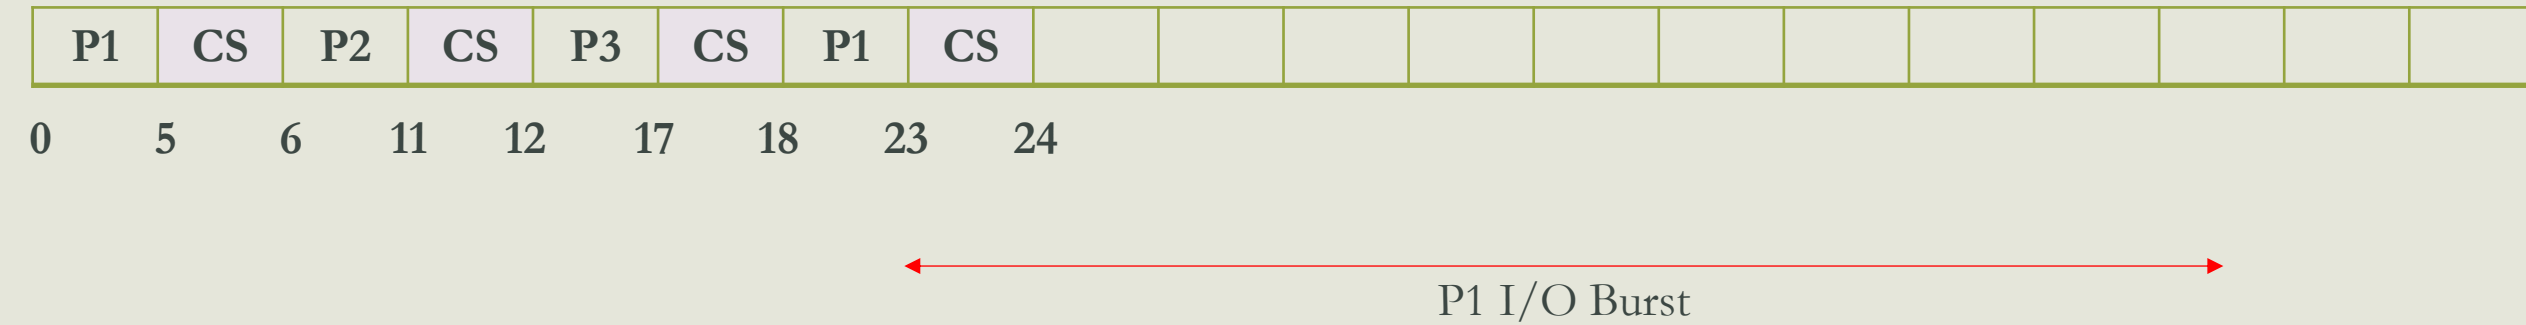 P1 CS P2 CS P3 CS P1 CS
0 5 6 11 12 17 18 23 24
P1 I/O Burst